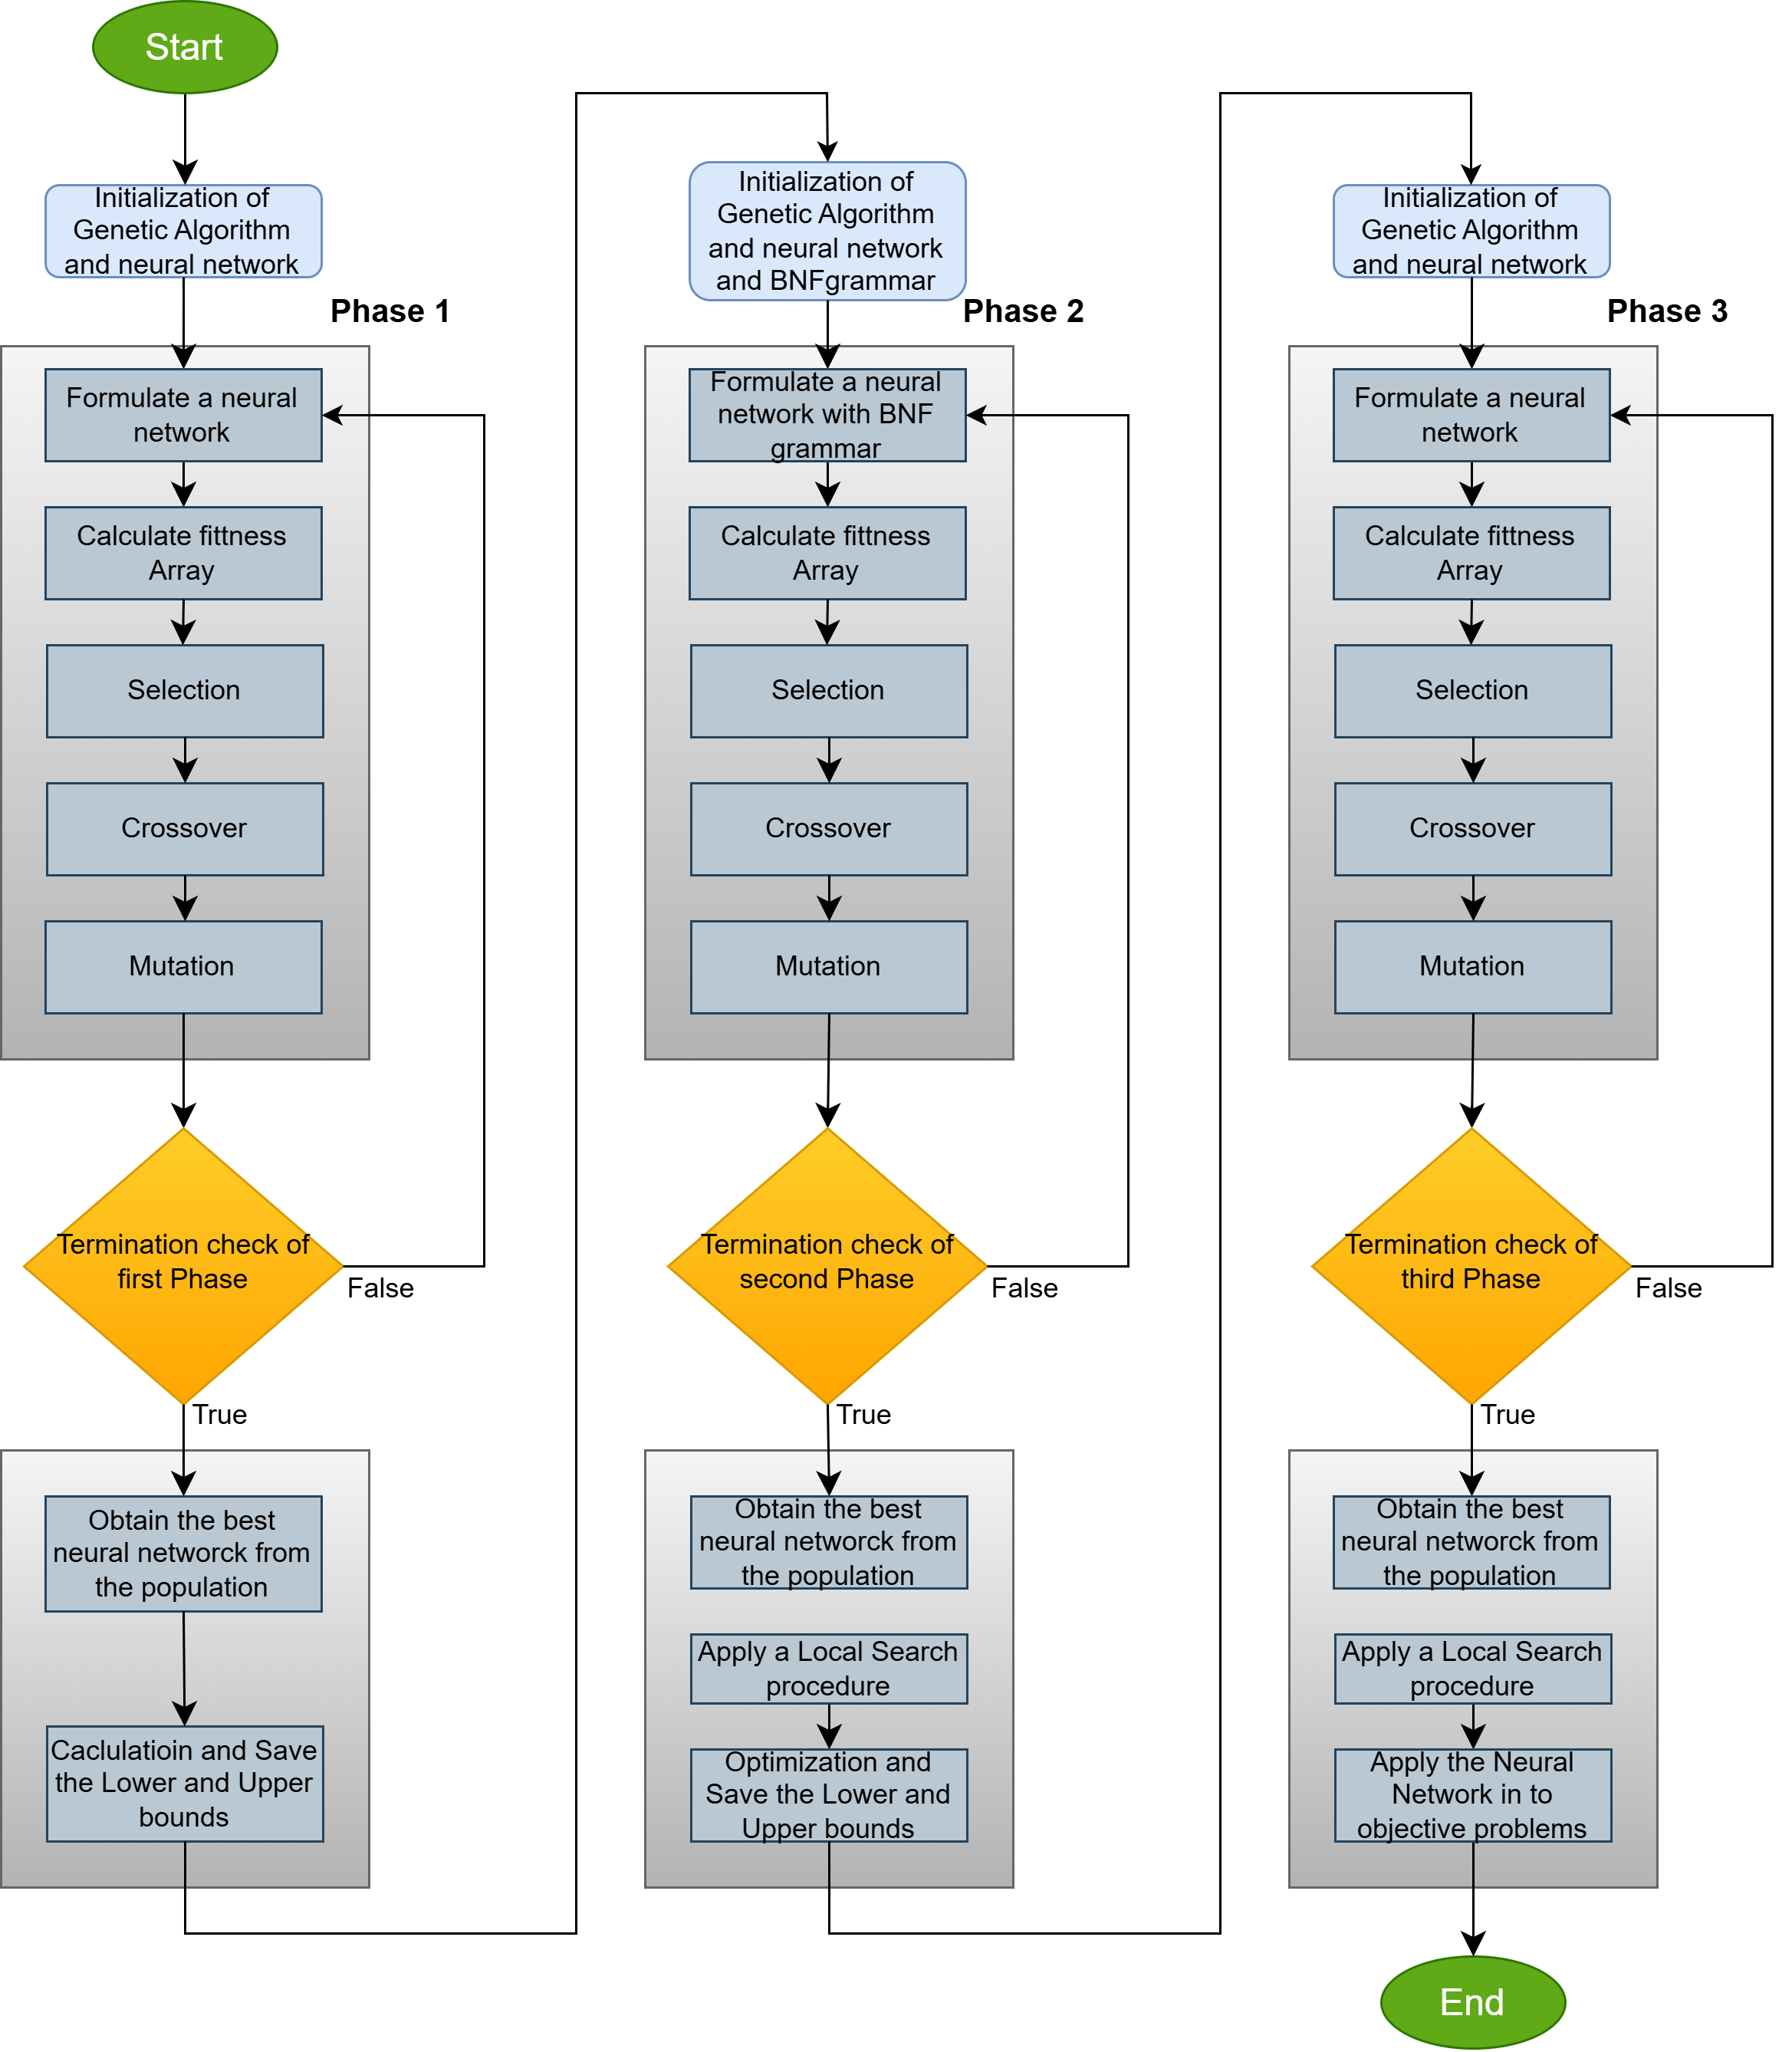 Start
Initialization of
Genetic Algorithm
and neural network
Phase 1
Formulate a neural
network
Calculate fittness
Array
Selection
Crossover
Mutation
Termination check of
first Phase
False
True
Obtain the best
neural networck from
the population
Caclulatioin and Save
the Lower and Upper
bounds
Initialization of
Genetic Algorithm
and neural network
and BNFgrammar
Phase 2
Formulate a neural
network with BNF
grammar
Calculate fittness
Array
Selection
Crossover
Mutation
Termination check of
second Phase
False
True
Obtain the best
neural networck from
the population
Apply a Local Search
procedure
Optimization and
Save the Lower and
Upper bounds
Initialization of
Genetic Algorithm
and neural network
Phase 3
Formulate a neural
network
Calculate fittness
Array
Selection
Crossover
Mutation
Termination check of
third Phase
False
True
Obtain the best
neural networck from
the population
Apply a Local Search
procedure
Apply the Neural
Network in to
objective problems
End